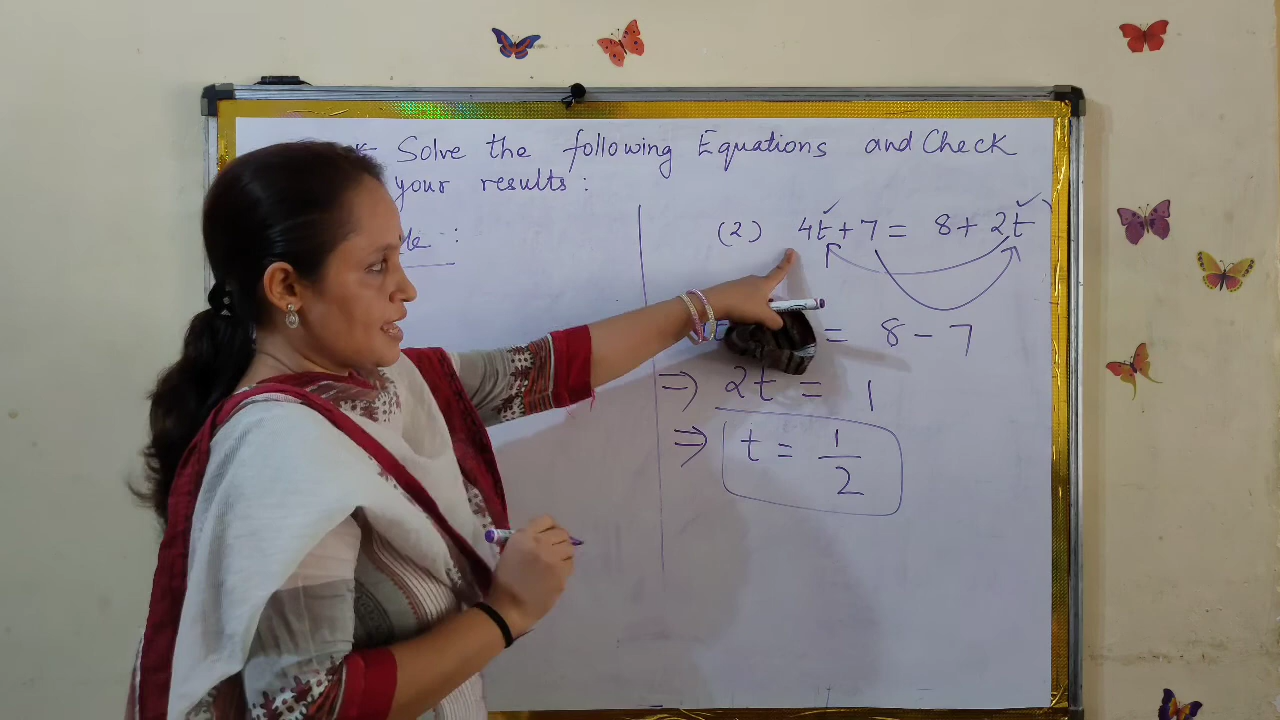 Solve the following Equations and Check
your results :
(2) 4t + 7 = 8 + 2t
= 8 - 7
⇒ 2t = 1
⇒ t = 1/2